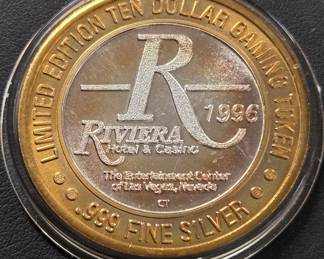 LIMITED EDITION TEN DOLLAR GAMING TOKEN
R
1996
RIVIERA
Hotel & Casino
The Entertainment Center
of Las Vegas, Nevada
CT
.999 FINE SILVER